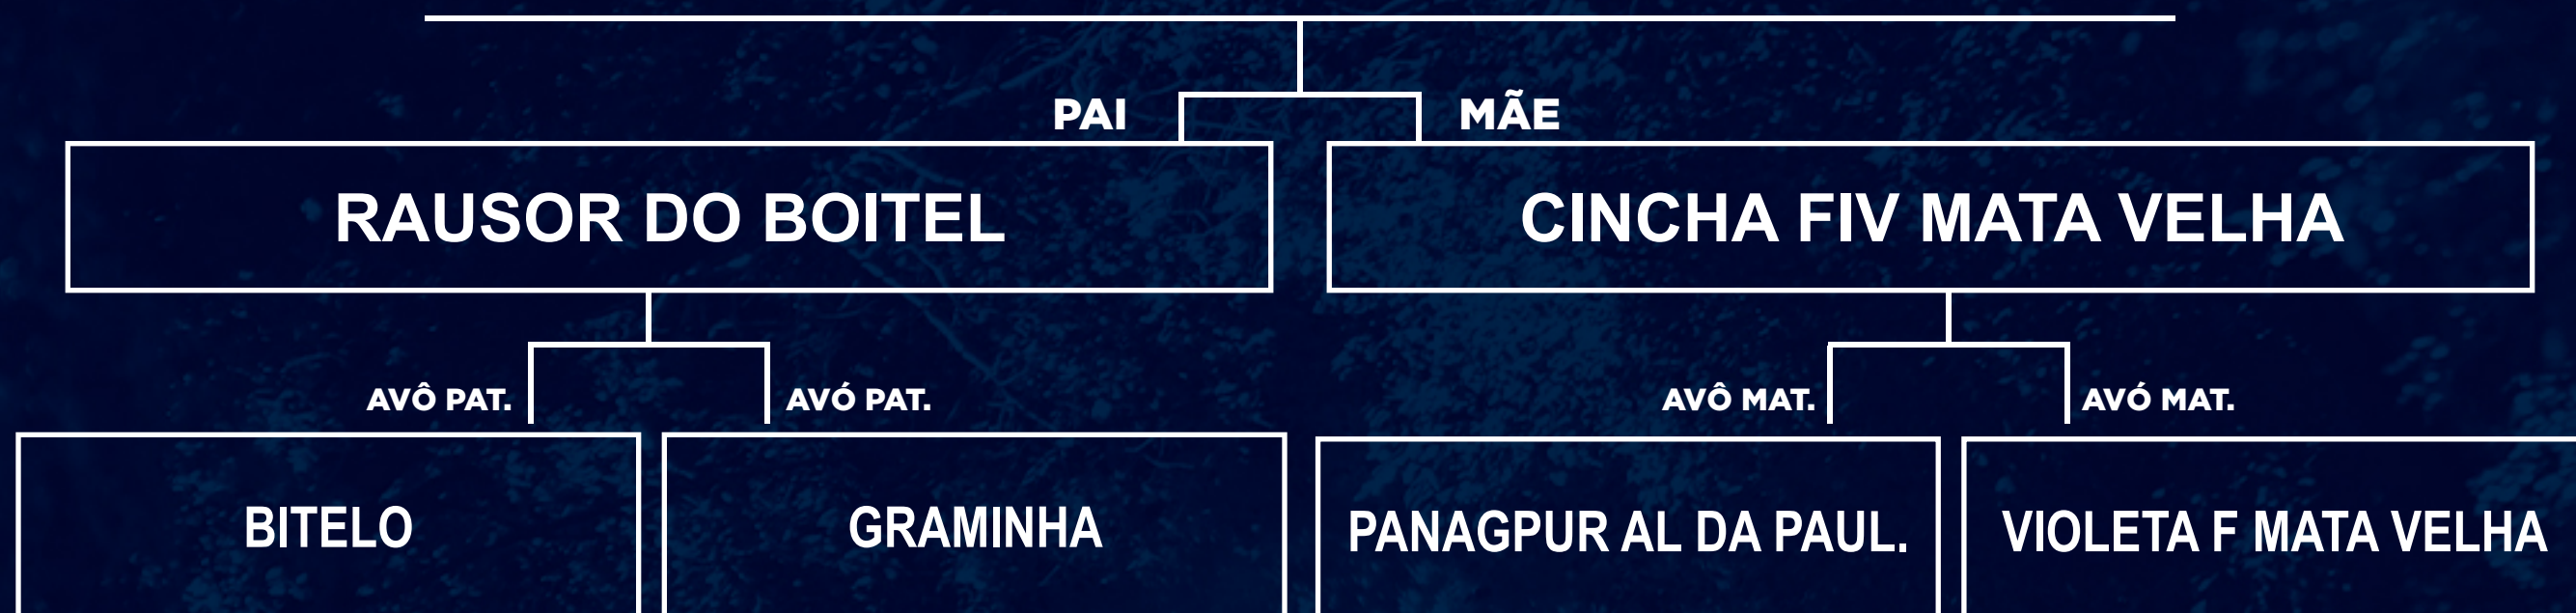 PAI MÃE
RAUSOR DO BOITEL
CINCHA FIV MATA VELHA
AVÔ PAT. AVÓ PAT.
AVÔ MAT. AVÓ MAT.
BITELO
GRAMINHA
PANAGPUR AL DA PAUL.
VIOLETA F MATA VELHA